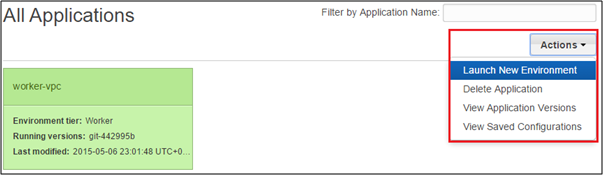 All Applications
Filter by Application Name:
Actions
Launch New Environment
Delete Application
View Application Versions
View Saved Configurations
worker-vpc
Environment tier: Worker
Running versions: git-442995b
Last modified: 2015-05-06 23:01:48 UTC+0...